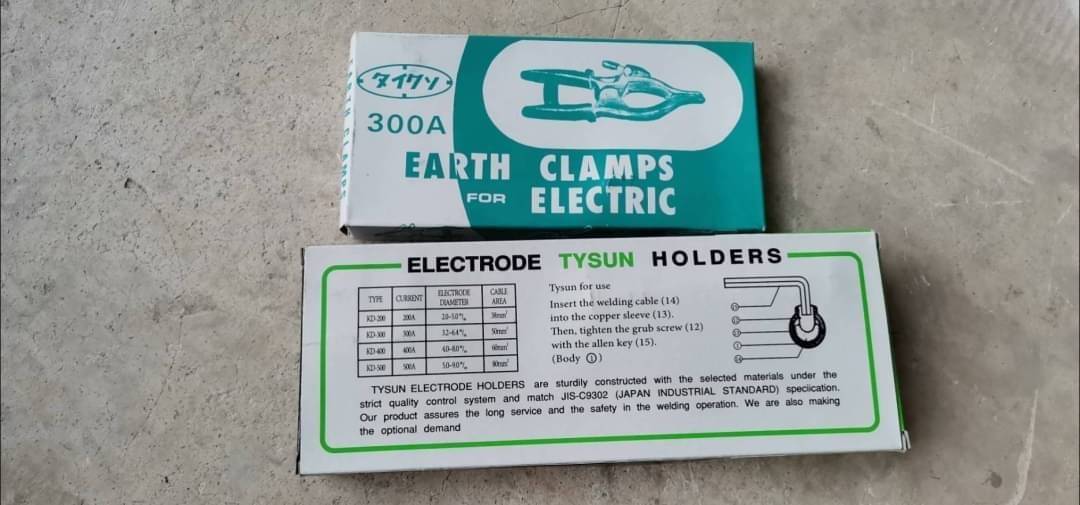 タイサン
300A
EARTH CLAMPS
FOR ELECTRIC
EARTH CLAMPS
ELECTRODE TYSUN HOLDERS
TYPE CURRENT ELECTRODE DIAMETER CABLE AREA
KD-200 200A 38mm²
KD-300 300A 50mm²
KD-400 400A 60mm²
KD-500 500A 80mm²
Tysun for use
Insert the welding cable (14)
into the copper sleeve (13).
Then, tighten the grub screw (12)
with the allen key (15).
(Body ①)
TYSUN ELECTRODE HOLDERS are sturdily constructed with the selected materials under the
strict quality control system and match JIS-C9302 (JAPAN INDUSTRIAL STANDARD) speciication.
Our product assures the long service and the safety in the welding operation. We are also making
the optional demand